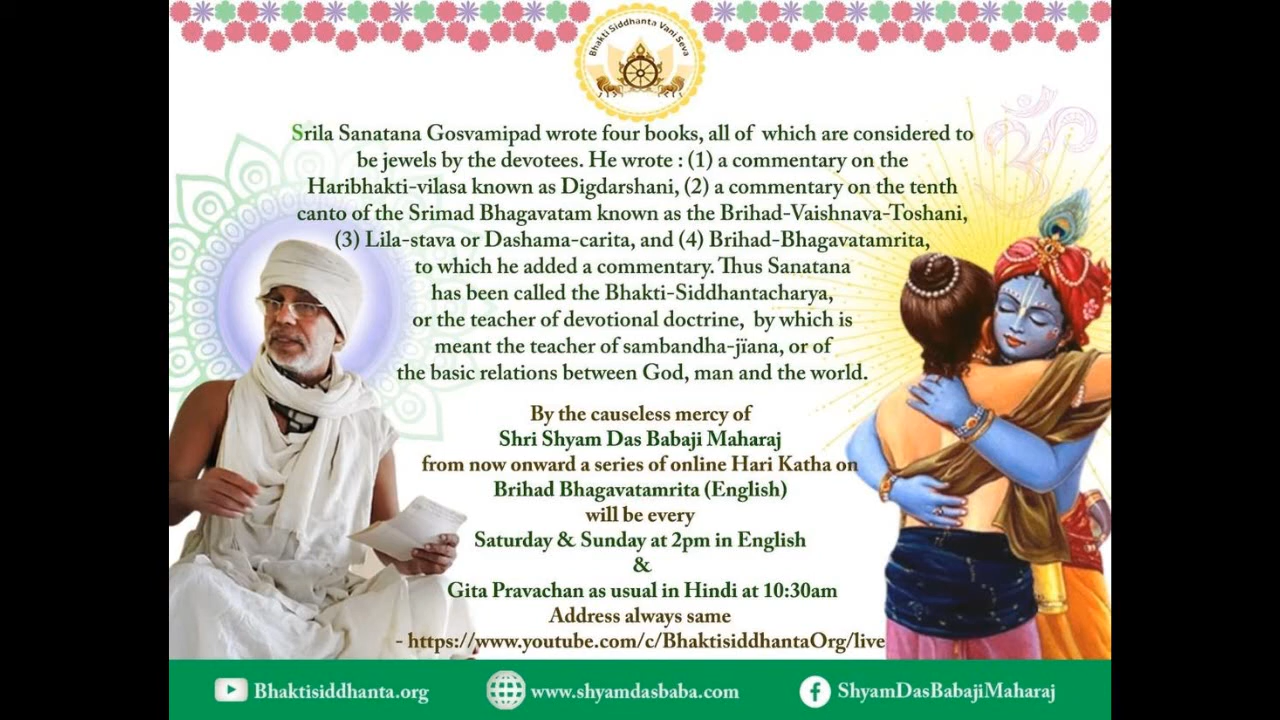 Bhakti Siddhanta Vani Seva
Srila Sanatana Gosvamipad wrote four books, all of which are considered to
be jewels by the devotees. He wrote : (1) a commentary on the
Haribhakti-vilasa known as Digdarshani, (2) a commentary on the tenth
canto of the Srimad Bhagavatam known as the Brihad-Vaishnava-Toshani,
(3) Lila-stava or Dashama-carita, and (4) Brihad-Bhagavatamrita,
to which he added a commentary. Thus Sanatana
has been called the Bhakti-Siddhantacharya,
or the teacher of devotional doctrine, by which is
meant the teacher of sambandha-jïana, or of
the basic relations between God, man and the world.
By the causeless mercy of
Shri Shyam Das Babaji Maharaj
from now onward a series of online Hari Katha on
Brihad Bhagavatamrita (English)
will be every
Saturday & Sunday at 2pm in English
&
Gita Pravachan as usual in Hindi at 10:30am
Address always same
- https://www.youtube.com/c/BhaktisiddhantaOrg/live
Bhaktisiddhanta.org www.shyamdasbaba.com ShyamDasBabajiMaharaj
ॐ